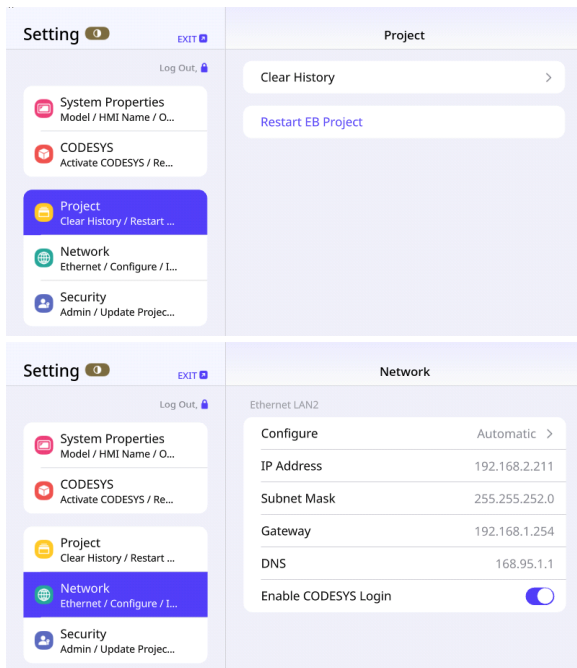 Setting
EXIT
Log Out,
System Properties
Model / HMI Name / O...
CODESYS
Activate CODESYS / Re...
Project
Clear History / Restart ...
Network
Ethernet / Configure / I...
Security
Admin / Update Projec...
Project
Clear History
Restart EB Project
Setting
EXIT
Log Out,
System Properties
Model / HMI Name / O...
CODESYS
Activate CODESYS / Re...
Project
Clear History / Restart ...
Network
Ethernet / Configure / I...
Security
Admin / Update Projec...
Network
Ethernet LAN2
Configure Automatic >
IP Address 192.168.2.211
Subnet Mask 255.255.252.0
Gateway 192.168.1.254
DNS 168.95.1.1
Enable CODESYS Login